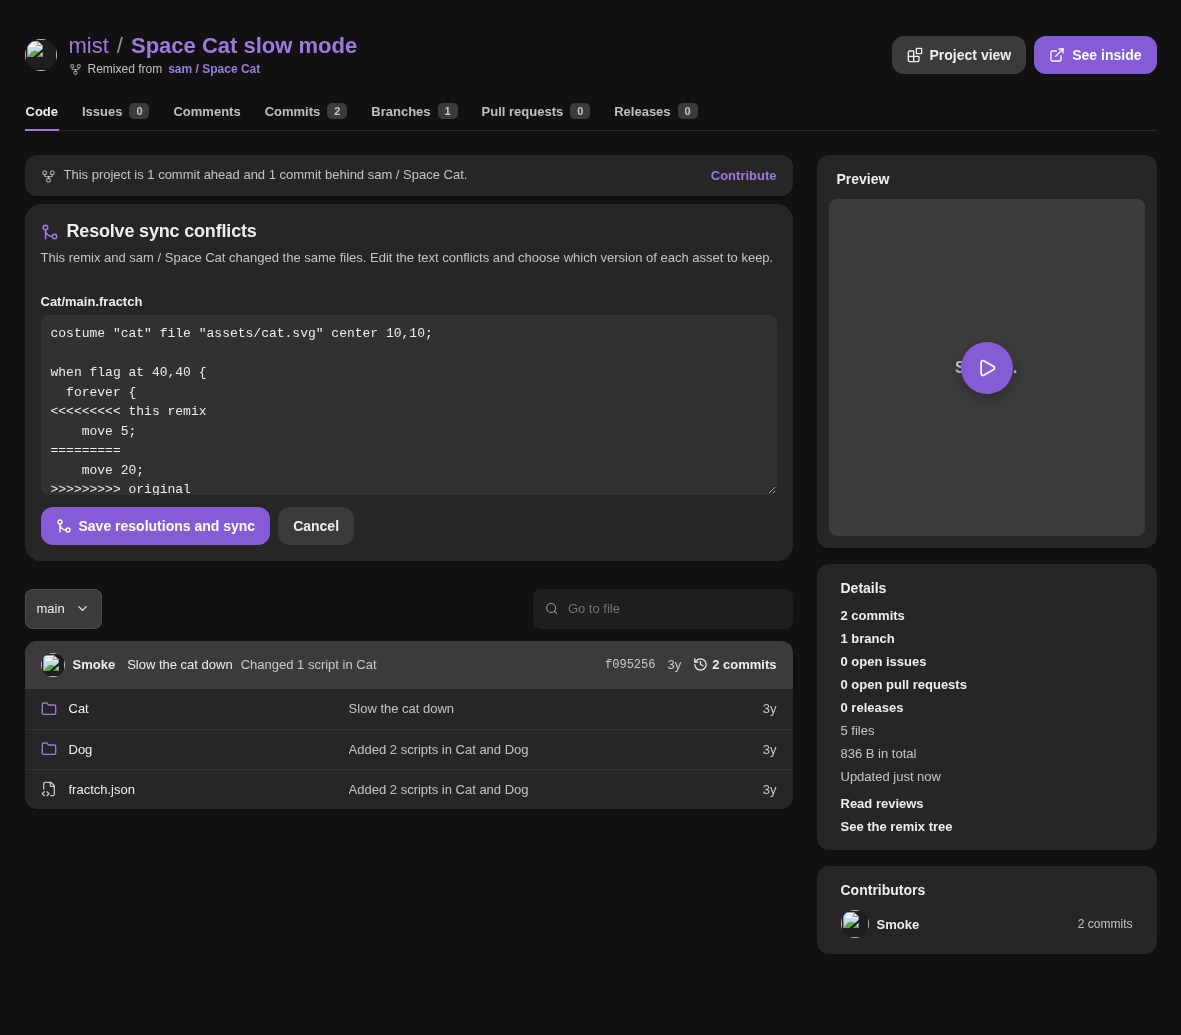 mist / Space Cat slow mode
Remixed from sam / Space Cat
Project view
See inside
Code
Issues 0
Comments
Commits 2
Branches 1
Pull requests 0
Releases 0
This project is 1 commit ahead and 1 commit behind sam / Space Cat.
Contribute
Resolve sync conflicts
This remix and sam / Space Cat changed the same files. Edit the text conflicts and choose which version of each asset to keep.
Cat/main.fractch
costume "cat" file "assets/cat.svg" center 10,10;
when flag at 40,40 {
forever {
<<<<<<<<< this remix
move 5;
=========
move 20;
>>>>>>>>> original
Save resolutions and sync
Cancel
main
Go to file
Smoke Slow the cat down Changed 1 script in Cat f095256 3y 2 commits
Cat Slow the cat down 3y
Dog Added 2 scripts in Cat and Dog 3y
fractch.json Added 2 scripts in Cat and Dog 3y
Preview
Details
2 commits
1 branch
0 open issues
0 open pull requests
0 releases
5 files
836 B in total
Updated just now
Read reviews
See the remix tree
Contributors
Smoke 2 commits